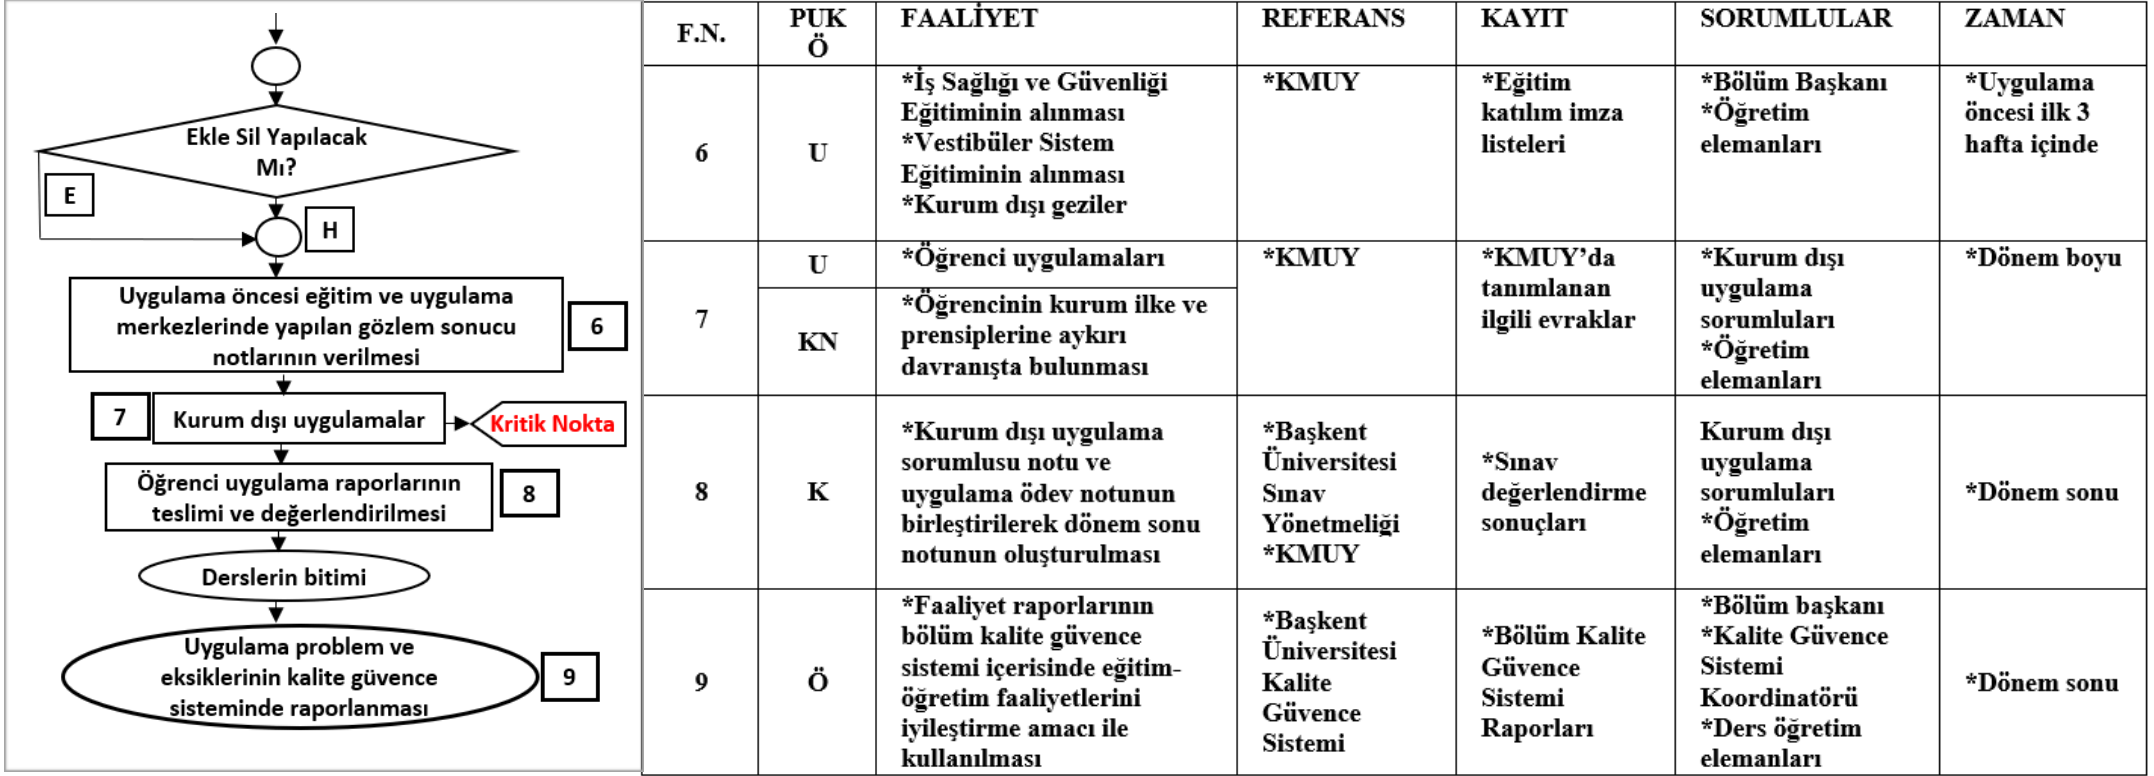 Ekle Sil Yapılacak
Mı?
E
H
Uygulama öncesi eğitim ve uygulama
merkezlerinde yapılan gözlem sonucu
notlarının verilmesi
6
7
Kurum dışı uygulamalar
Kritik Nokta
Öğrenci uygulama raporlarının
teslimi ve değerlendirilmesi
8
Derslerin bitimi
Uygulama problem ve
eksiklerinin kalite güvence
sisteminde raporlanması
9
F.N.
PUK
Ö
FAALİYET
REFERANS
KAYIT
SORUMLULAR
ZAMAN
6
U
*İş Sağlığı ve Güvenliği
Eğitiminin alınması
*Vestibüler Sistem
Eğitiminin alınması
*Kurum dışı geziler
*KMUY
*Eğitim
katılım imza
listeleri
*Bölüm Başkanı
*Öğretim
elemanları
*Uygulama
öncesi ilk 3
hafta içinde
7
U
*Öğrenci uygulamaları
KN
*Öğrencinin kurum ilke ve
prensiplerine aykırı
davranışta bulunması
*KMUY
*KMUY’da
tanımlanan
ilgili evraklar
*Kurum dışı
uygulama
sorumluları
*Öğretim
elemanları
*Dönem boyu
8
K
*Kurum dışı uygulama
sorumlusu notu ve
uygulama ödev notunun
birleştirilerek dönem sonu
notunun oluşturulması
*Başkent
Üniversitesi
Sınav
Yönetmeliği
*KMUY
*Sınav
değerlendirme
sonuçları
Kurum dışı
uygulama
sorumluları
*Öğretim
elemanları
*Dönem sonu
9
Ö
*Faaliyet raporlarının
bölüm kalite güvence
sistemi içerisinde eğitim-
öğretim faaliyetlerini
iyileştirme amacı ile
kullanılması
*Başkent
Üniversitesi
Kalite
Güvence
Sistemi
*Bölüm Kalite
Güvence
Sistemi
Raporları
*Bölüm başkanı
*Kalite Güvence
Sistemi
Koordinatörü
*Ders öğretim
elemanları
*Dönem sonu